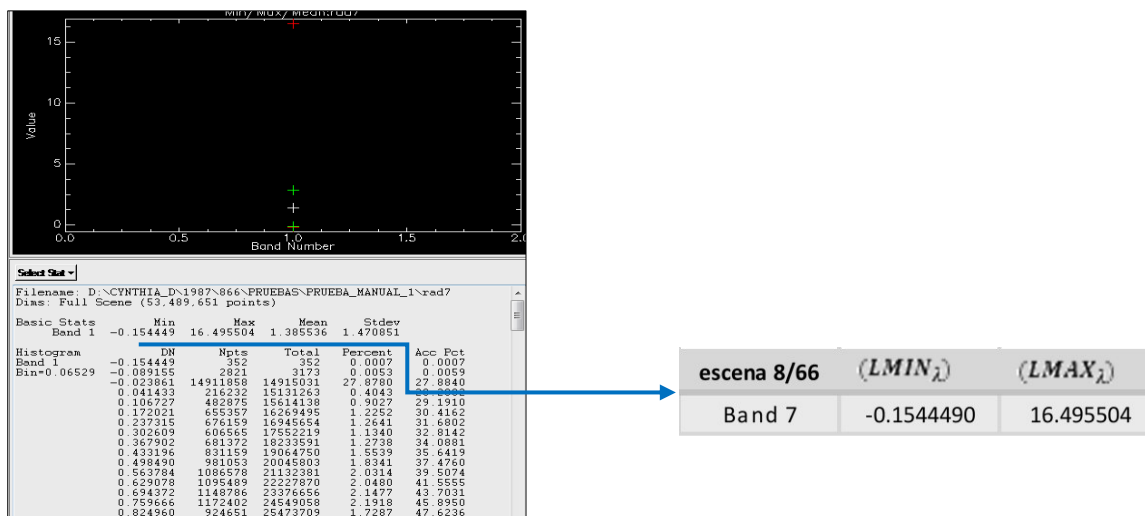 Min/Max/Mean:rad7
15
10
5
0
Value
0.0 0.5 1.0 1.5 2.0
Band Number
Select Stat
Filename: D:\CYNTHIA_D\1987\866\PRUEBAS\PRUEBA_MANUAL_1\rad7
Dims: Full Scene (53,489,651 points)
Basic Stats Min Max Mean Stdev
Band 1 -0.154449 16.495504 1.385536 1.470851
Histogram DN Npts Total Percent Acc Pct
Band 1 -0.154449 352 352 0.0007 0.0007
Bin=0.06529 -0.089155 2821 3173 0.0053 0.0059
-0.023861 14911858 14915031 27.8780 27.8840
0.041433 216232 15131263 0.4043
0.106727 482875 15614138 0.9027 29.1910
0.172021 655357 16269495 1.2252 30.4162
0.237315 676159 16945654 1.2641 31.6802
0.302609 606565 17552219 1.1340 32.8142
0.367902 681372 18233591 1.2738 34.0881
0.433196 831159 19064750 1.5539 35.6419
0.498490 981053 20045803 1.8341 37.4760
0.563784 1086578 21132381 2.0314 39.5074
0.629078 1095489 22227870 2.0480 41.5555
0.694372 1148786 23376656 2.1477 43.7031
0.759666 1172402 24549058 2.1918 45.8950
0.824960 924651 25473709 1.7287 47.6236
escena 8/66 (LMIN_λ) (LMAX_λ)
Band 7 -0.1544490 16.495504